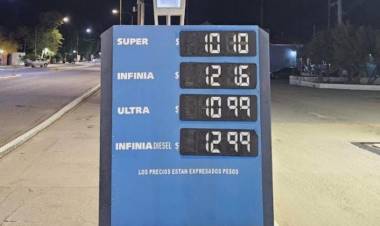 SUPER $ 1010
INFINIA $ 1216
ULTRA $ 1099
INFINIA DIESEL $ 1299
LOS PRECIOS ESTAN EXPRESADOS PESOS